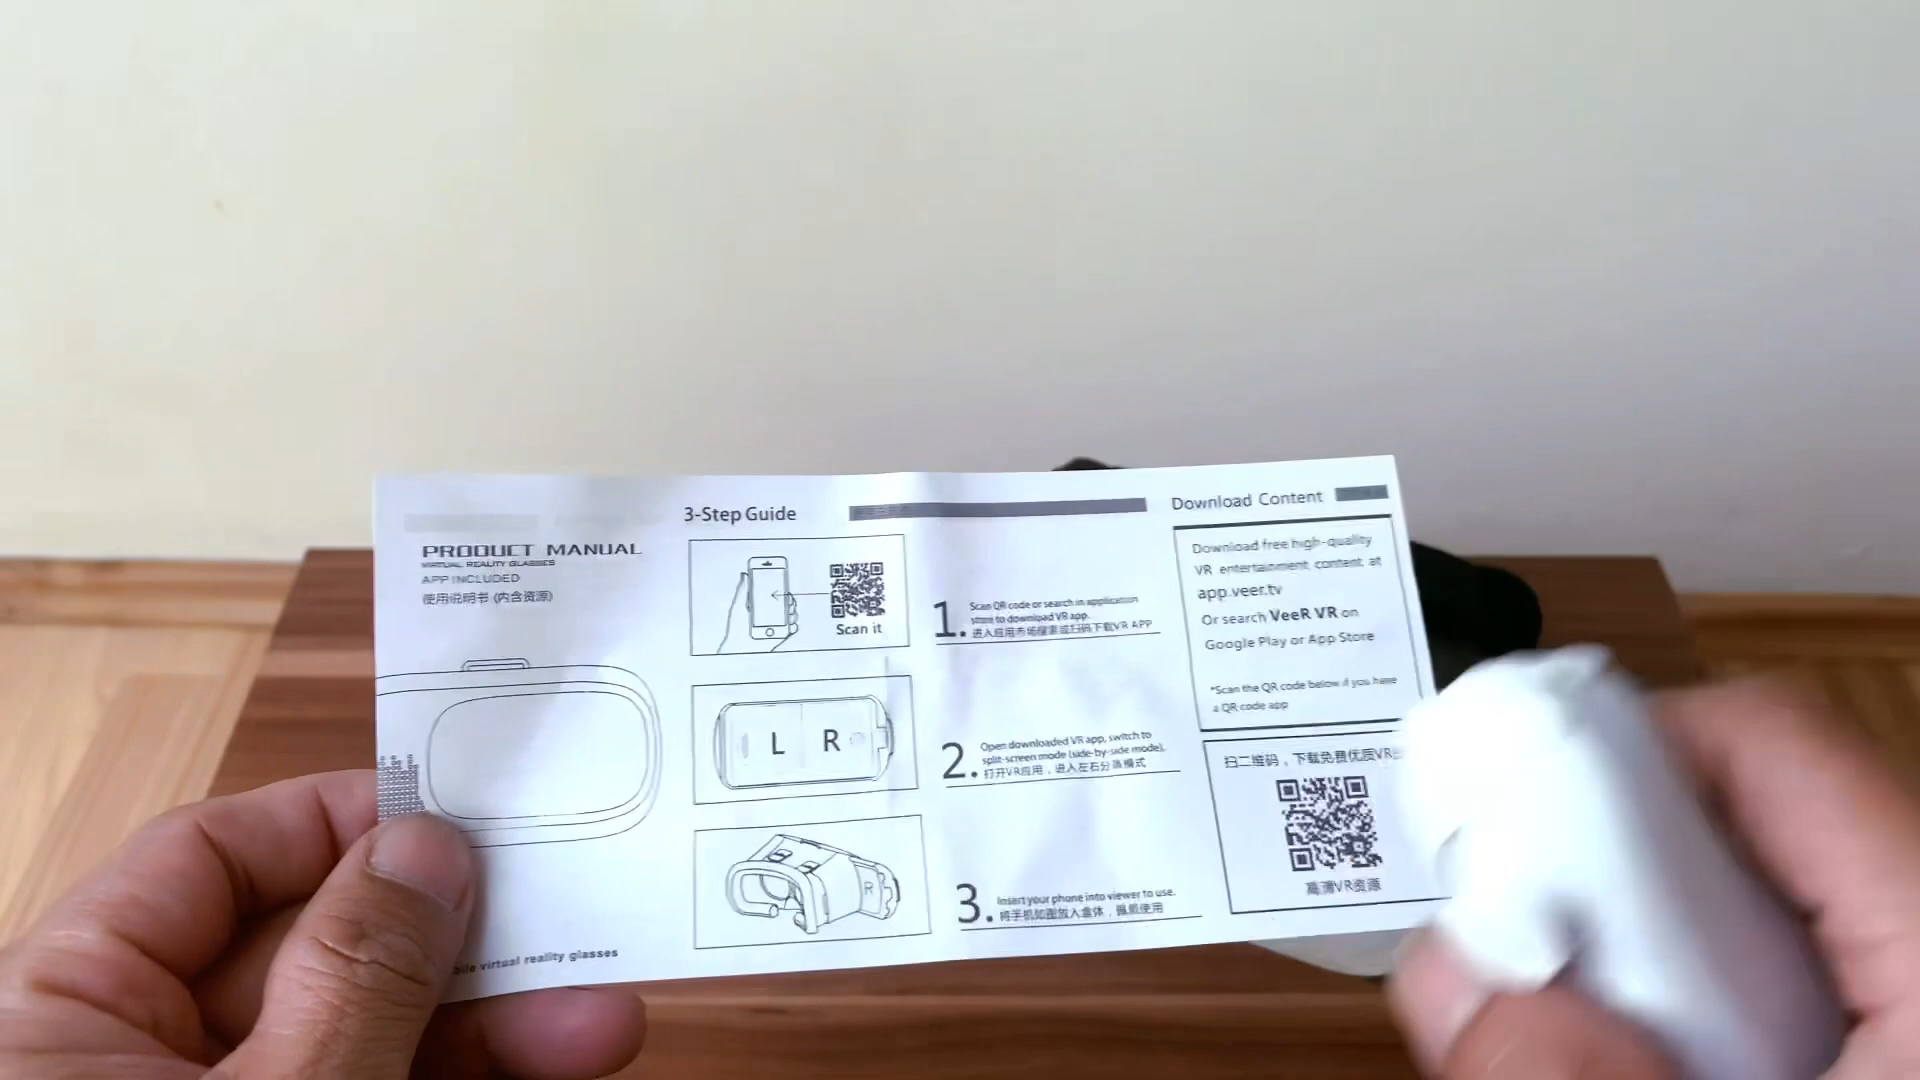 PRODUCT MANUAL
VIRTUAL REALITY GLASSES
APP INCLUDED
使用说明书 (内含资源)
virtual reality glasses
3-Step Guide
Scan it
1. Scan QR code or search in application
store to download VR app.
进入应用市场搜索或扫码下载VR APP
L R
2. Open downloaded VR app, switch to
split-screen mode (side-by-side mode).
打开VR应用，进入左右分屏模式
R
3. Insert your phone into viewer to use.
将手机如图放入盒体，佩戴使用
Download Content
Download free high-quality
VR entertainment content at
app.veer.tv
Or search VeeR VR on
Google Play or App Store
*Scan the QR code below if you have
a QR code app
扫二维码，下载免费优质VR
高清VR资源